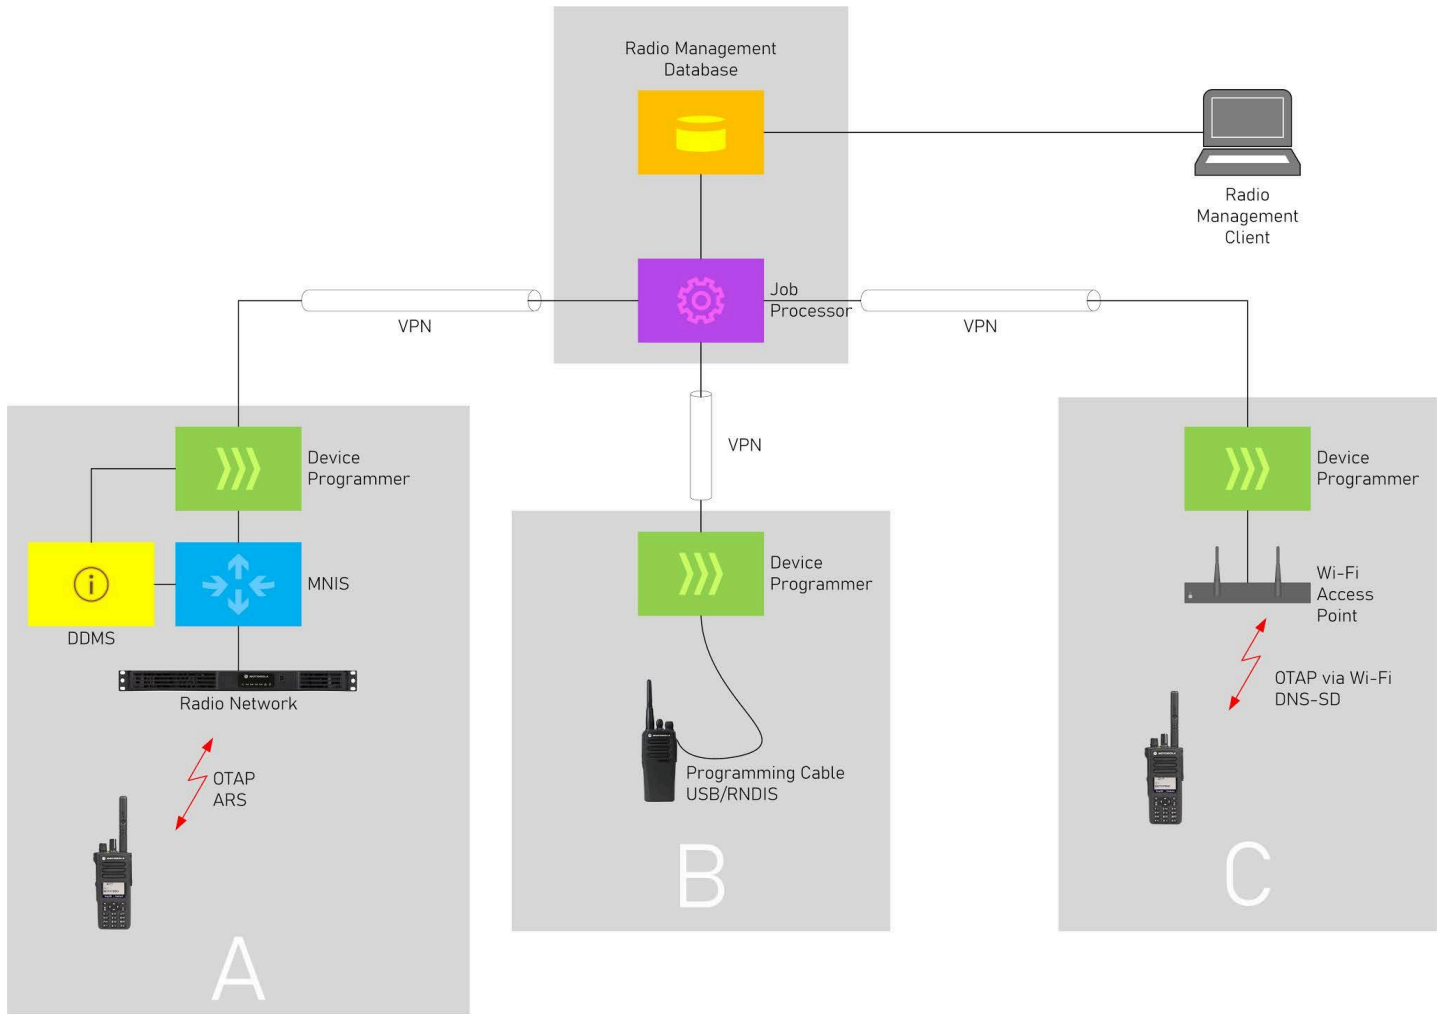 Radio Management
Database
Radio
Management
Client
Job
Processor
VPN
VPN
VPN
Device
Programmer
MNIS
DDMS
Radio Network
OTAP
ARS
A
Device
Programmer
Programming Cable
USB/RNDIS
B
Device
Programmer
Wi-Fi
Access
Point
OTAP via Wi-Fi
DNS-SD
C